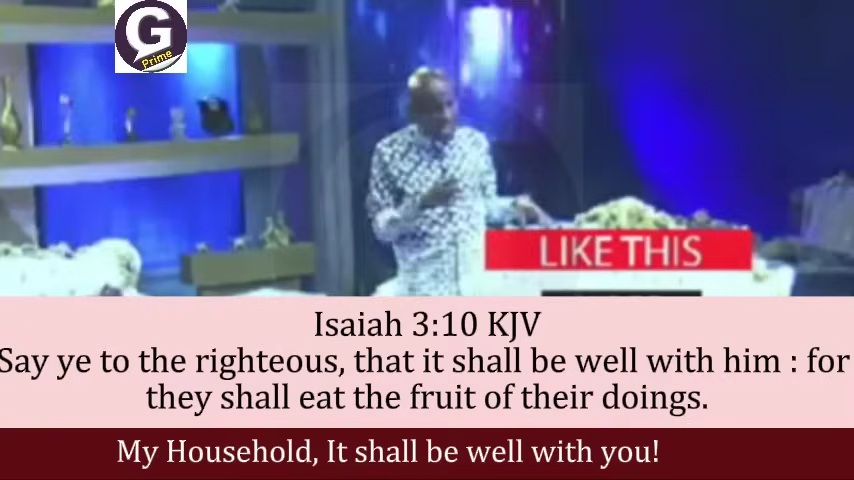 G
Prime
LIKE THIS
Isaiah 3:10 KJV
Say ye to the righteous, that it shall be well with him : for
they shall eat the fruit of their doings.
My Household, It shall be well with you!